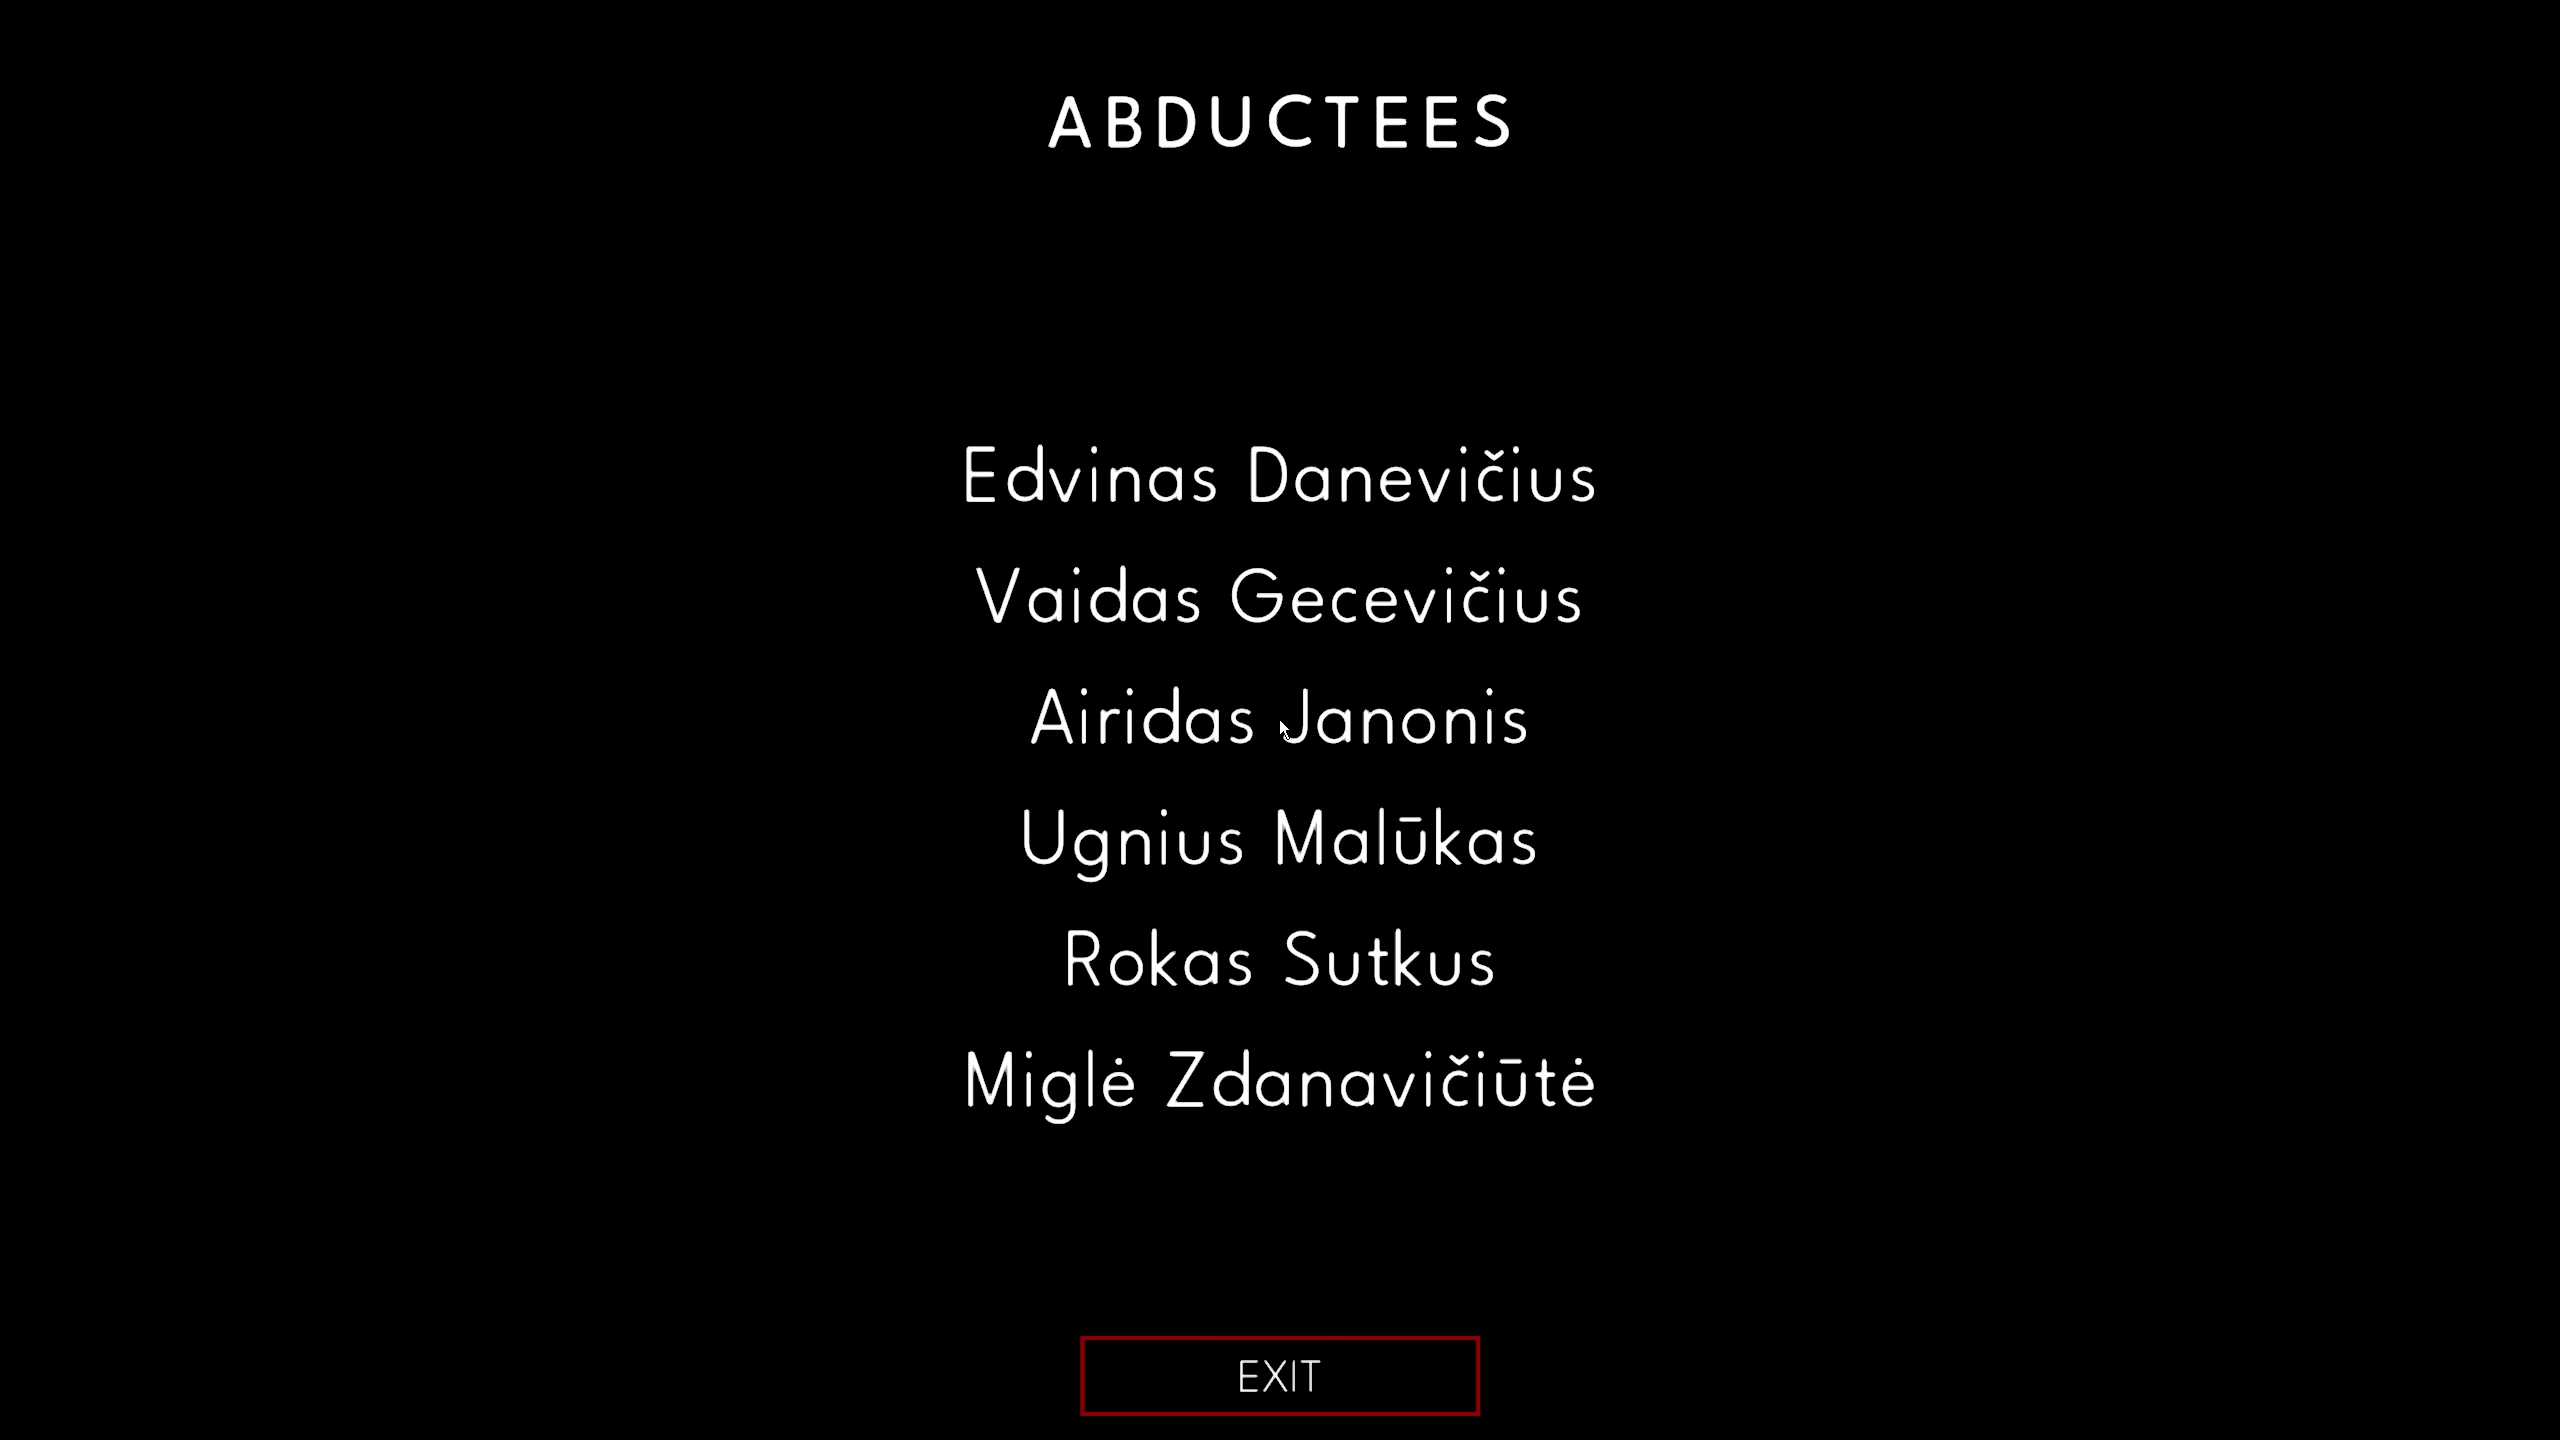 ABDUCTEES
Edvinas Danevičius
Vaidas Gecevičius
Airidas Janonis
Ugnius Malūkas
Rokas Sutkus
Miglė Zdanavičiūtė
EXIT